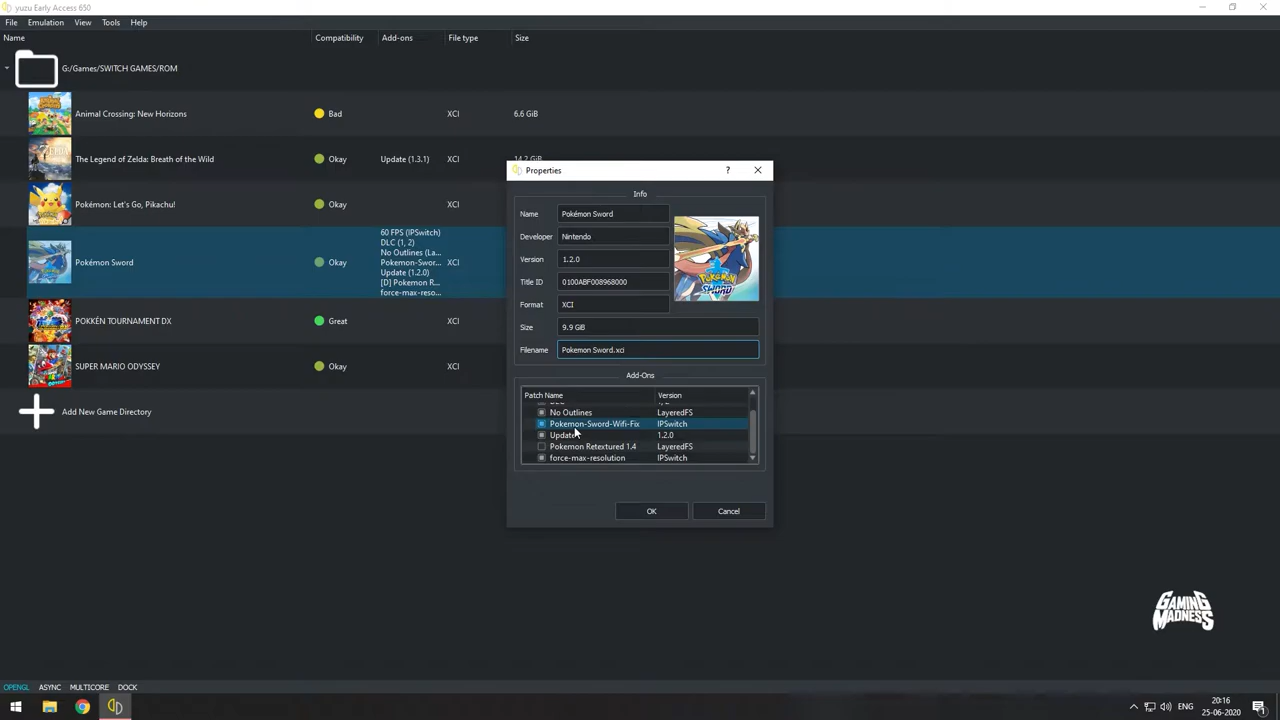 yuzu Early Access 650
File Emulation View Tools Help
Name Compatibility Add-ons File type Size
G:/Games/SWITCH GAMES/ROM
Animal Crossing: New Horizons Bad XCI 6.6 GiB
The Legend of Zelda: Breath of the Wild Okay Update (1.3.1) XCI 14.2 GiB
Pokémon: Let's Go, Pikachu! Okay XCI
Pokémon Sword Okay XCI
60 FPS (IPSwitch)
DLC (1, 2)
No Outlines (La...
Pokemon-Swor...
Update (1.2.0)
[D] Pokemon R...
force-max-reso...
POKKÉN TOURNAMENT DX Great XCI
SUPER MARIO ODYSSEY Okay XCI
Add New Game Directory
Properties ?
Info
Name Pokémon Sword
Developer Nintendo
Version 1.2.0
Title ID 0100ABF008968000
Format XCI
Size 9.9 GiB
Filename Pokemon Sword.xci
POKÉMON
SWORD
Add-Ons
Patch Name Version
No Outlines LayeredFS
Pokemon-Sword-Wifi-Fix IPSwitch
Update 1.2.0
Pokemon Retextured 1.4 LayeredFS
force-max-resolution IPSwitch
OK Cancel
GAMING
MADNESS
OPENGL ASYNC MULTICORE DOCK
ENG 20:16
25-06-2020